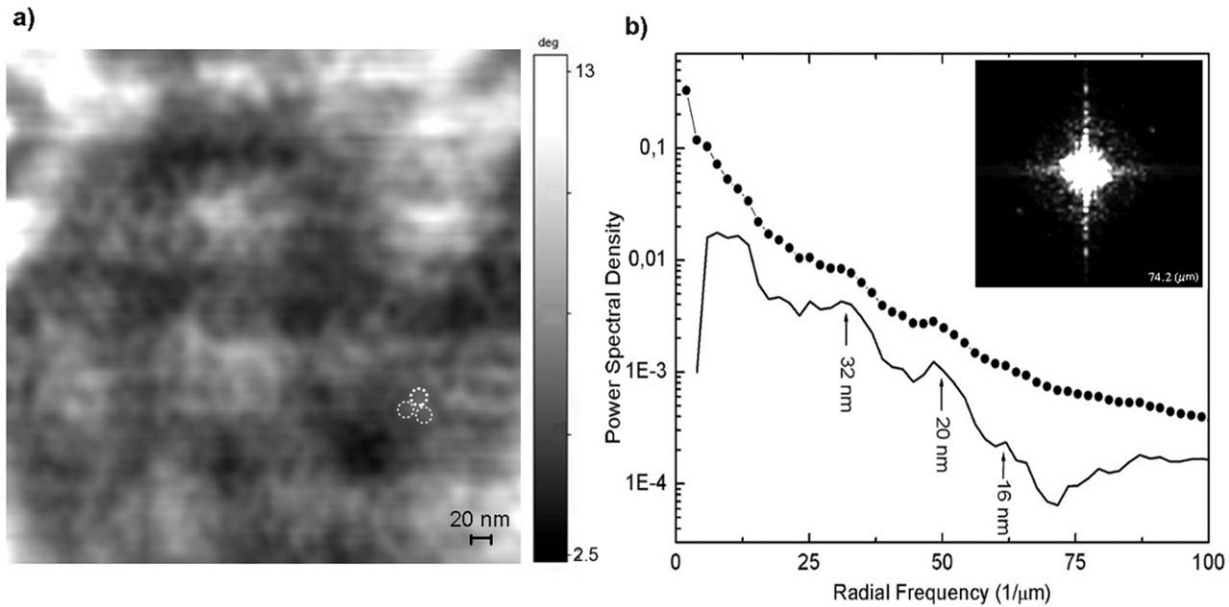 a)
deg
13
2.5
20 nm
b)
Power Spectral Density
0,1
0,01
1E-3
1E-4
32 nm
20 nm
16 nm
74.2 (μm)
0
25
50
75
100
Radial Frequency (1/μm)